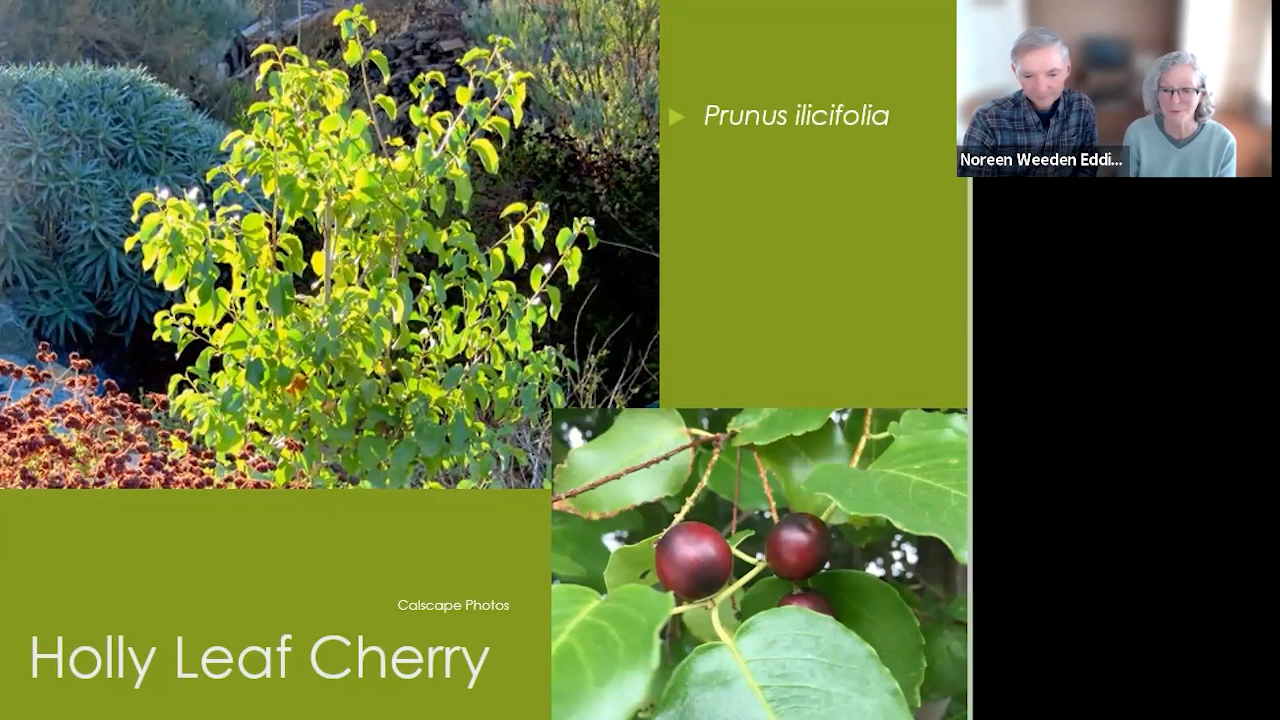 Prunus ilicifolia
Noreen Weeden Eddi...
Calscape Photos
Holly Leaf Cherry